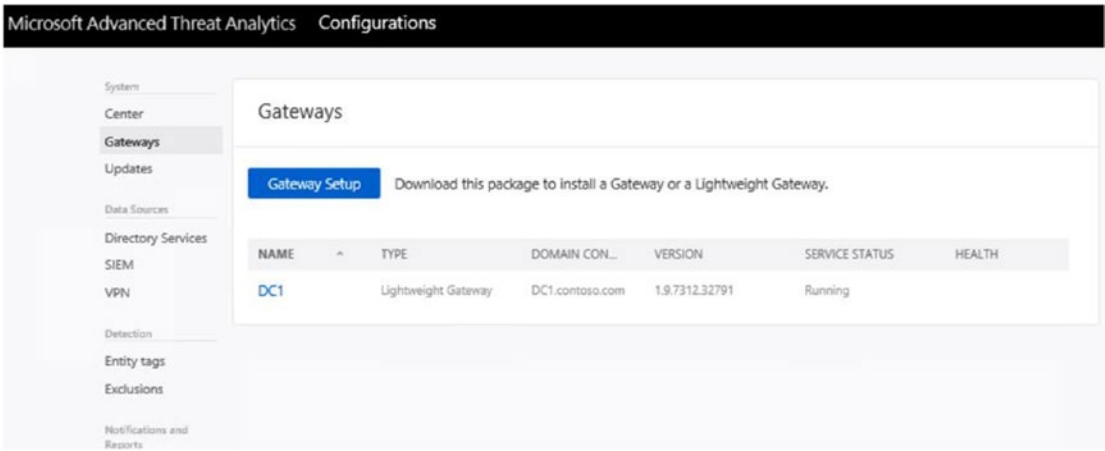 Microsoft Advanced Threat Analytics Configurations
System
Center
Gateways
Updates
Data Sources
Directory Services
SIEM
VPN
Detection
Entity tags
Exclusions
Notifications and
Reports
Gateways
Gateway Setup Download this package to install a Gateway or a Lightweight Gateway.
NAME TYPE DOMAIN CON... VERSION SERVICE STATUS HEALTH
DC1 Lightweight Gateway DC1.contoso.com 1.9.7312.32791 Running